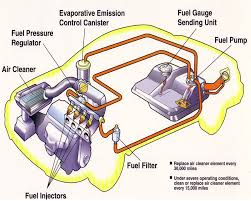 Evaporative Emission
Control Canister
Fuel Gauge
Sending Unit
Fuel Pressure
Regulator
Fuel Pump
Air Cleaner
Fuel Filter
Fuel Injectors
• Replace air cleaner element every
30,000 miles
• Under severe operating conditions,
clean or replace air cleaner element
every 15,000 miles